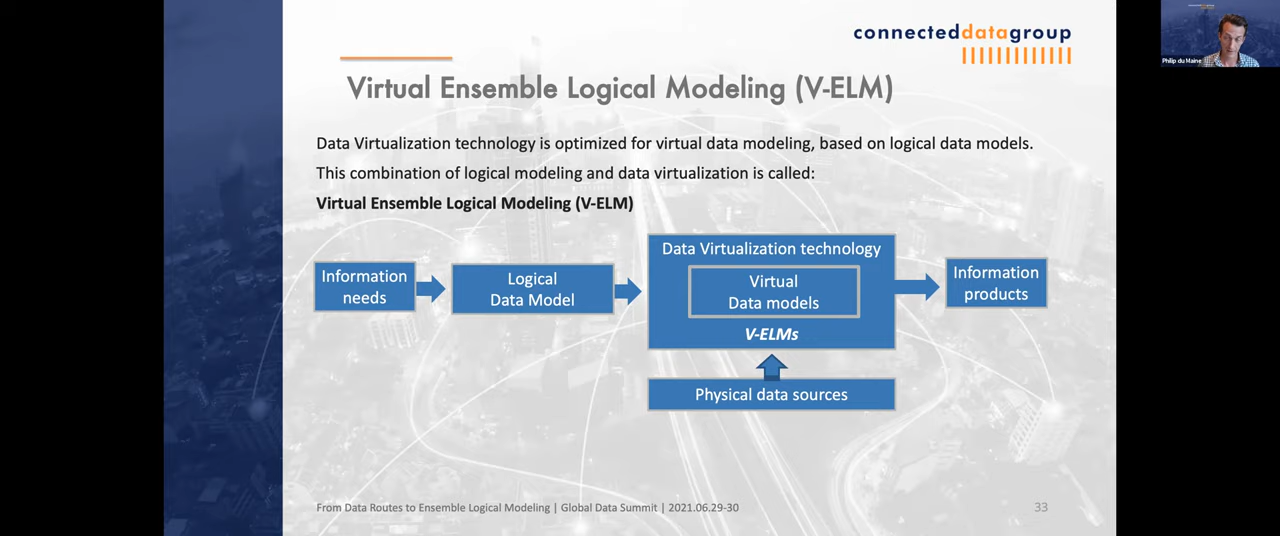 connecteddatagroup
Philip du Maine
Virtual Ensemble Logical Modeling (V-ELM)
Data Virtualization technology is optimized for virtual data modeling, based on logical data models.
This combination of logical modeling and data virtualization is called:
Virtual Ensemble Logical Modeling (V-ELM)
Information
needs
Logical
Data Model
Data Virtualization technology
Virtual
Data models
V-ELMs
Information
products
Physical data sources
From Data Routes to Ensemble Logical Modeling | Global Data Summit | 2021.06.29-30
33